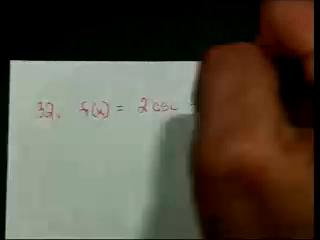 32. f(x) = 2 csc